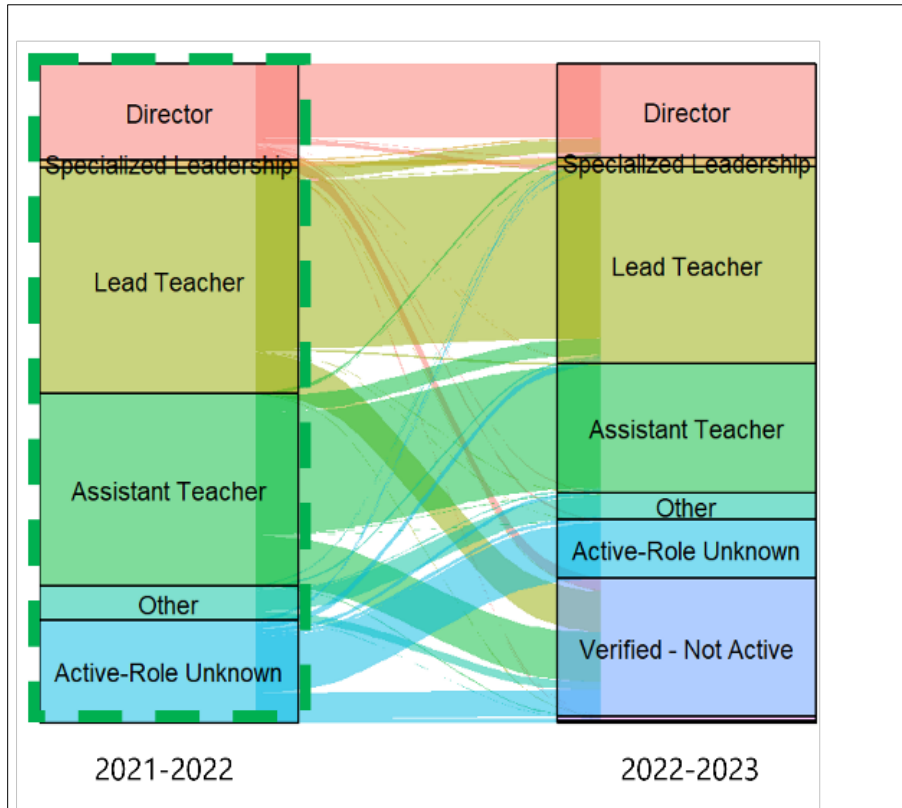 Director
Specialized Leadership
Lead Teacher
Assistant Teacher
Other
Active-Role Unknown
2021-2022
Director
Specialized Leadership
Lead Teacher
Assistant Teacher
Other
Active-Role Unknown
Verified - Not Active
2022-2023